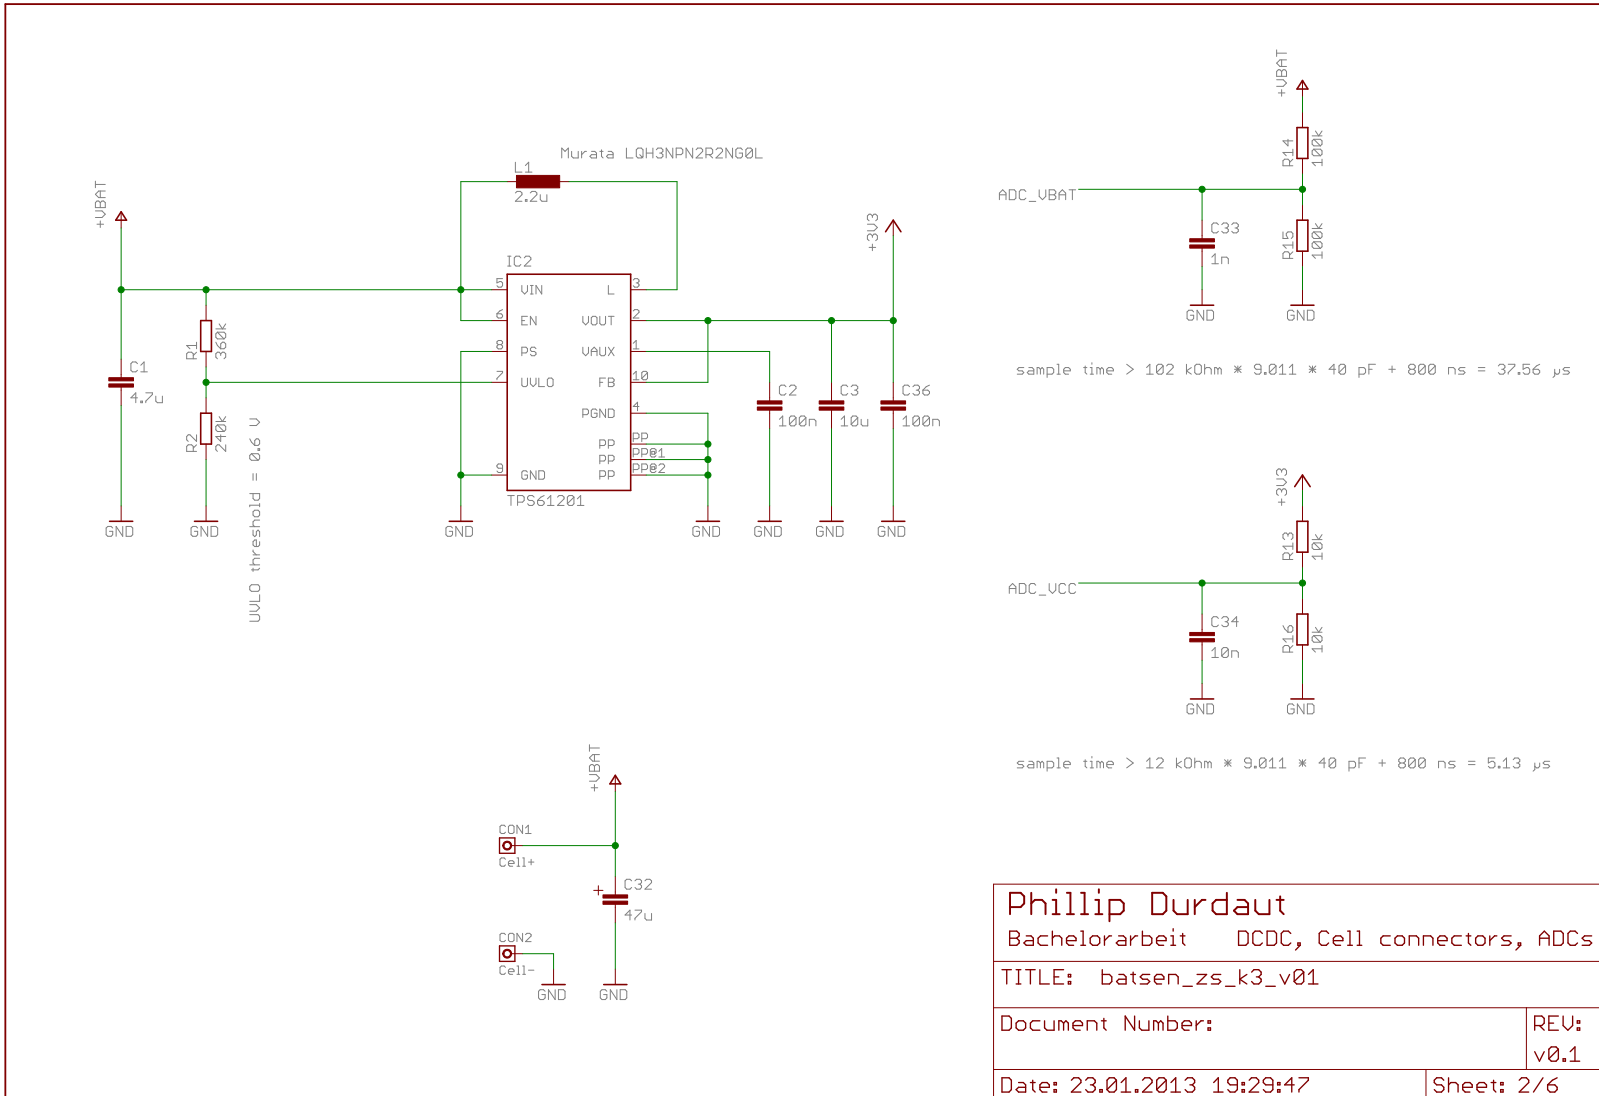 Murata LQH3NPN2R2NG0L
L1
2.2u
+VBAT
+3V3
IC2
5
VIN
L
3
6
EN
VOUT
2
8
PS
VAUX
1
7
UVLO
FB
10
PGND
4
PP
PP
PP
PP@1
PP
PP@2
9
GND
TPS61201
R1
360k
R2
240k
C1
4.7u
UVLO threshold = 0.6 V
C2
100n
C3
10u
C36
100n
GND
GND
GND
GND
GND
GND
GND
+VBAT
R14
100k
ADC_VBAT
C33
1n
R15
100k
GND
GND
sample time > 102 kOhm * 9.011 * 40 pF + 800 ns = 37.56 µs
+3V3
R13
10k
ADC_VCC
C34
10n
R16
10k
GND
GND
sample time > 12 kOhm * 9.011 * 40 pF + 800 ns = 5.13 µs
+VBAT
CON1
Cell+
+
C32
47u
CON2
Cell-
GND
GND
Phillip Durdaut
Bachelorarbeit DCDC, Cell connectors, ADCs
TITLE: batsen_zs_k3_v01
Document Number:
REV:
v0.1
Date: 23.01.2013 19:29:47
Sheet: 2/6